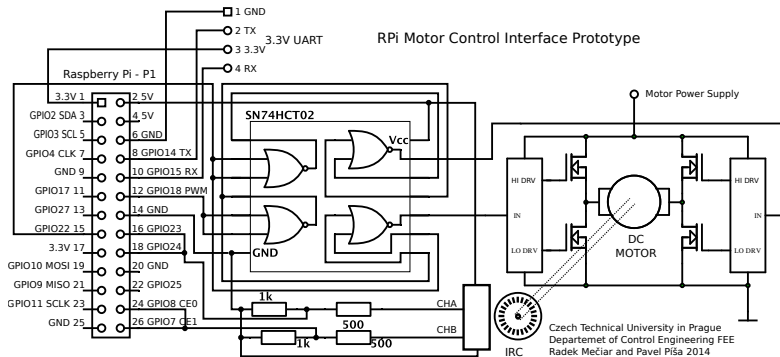 1 GND
2 TX
3 3.3V
4 RX
3.3V UART
RPi Motor Control Interface Prototype
Raspberry Pi - P1
3.3V 1
2 5V
GPIO2 SDA 3
4 5V
GPIO3 SCL 5
6 GND
GPIO4 CLK 7
8 GPIO14 TX
GND 9
10 GPIO15 RX
GPIO17 11
12 GPIO18 PWM
GPIO27 13
14 GND
GPIO22 15
16 GPIO23
3.3V 17
18 GPIO24
GPIO10 MOSI 19
20 GND
GPIO9 MISO 21
22 GPIO25
GPIO11 SCLK 23
24 GPIO8 CE0
GND 25
26 GPIO7 CE1
SN74HCT02
Vcc
GND
1k
500
1k
500
CHA
CHB
Motor Power Supply
HI DRV
IN
LO DRV
DC
MOTOR
HI DRV
IN
LO DRV
IRC
Czech Technical University in Prague
Departemet of Control Engineering FEE
Radek Mečiar and Pavel Píša 2014